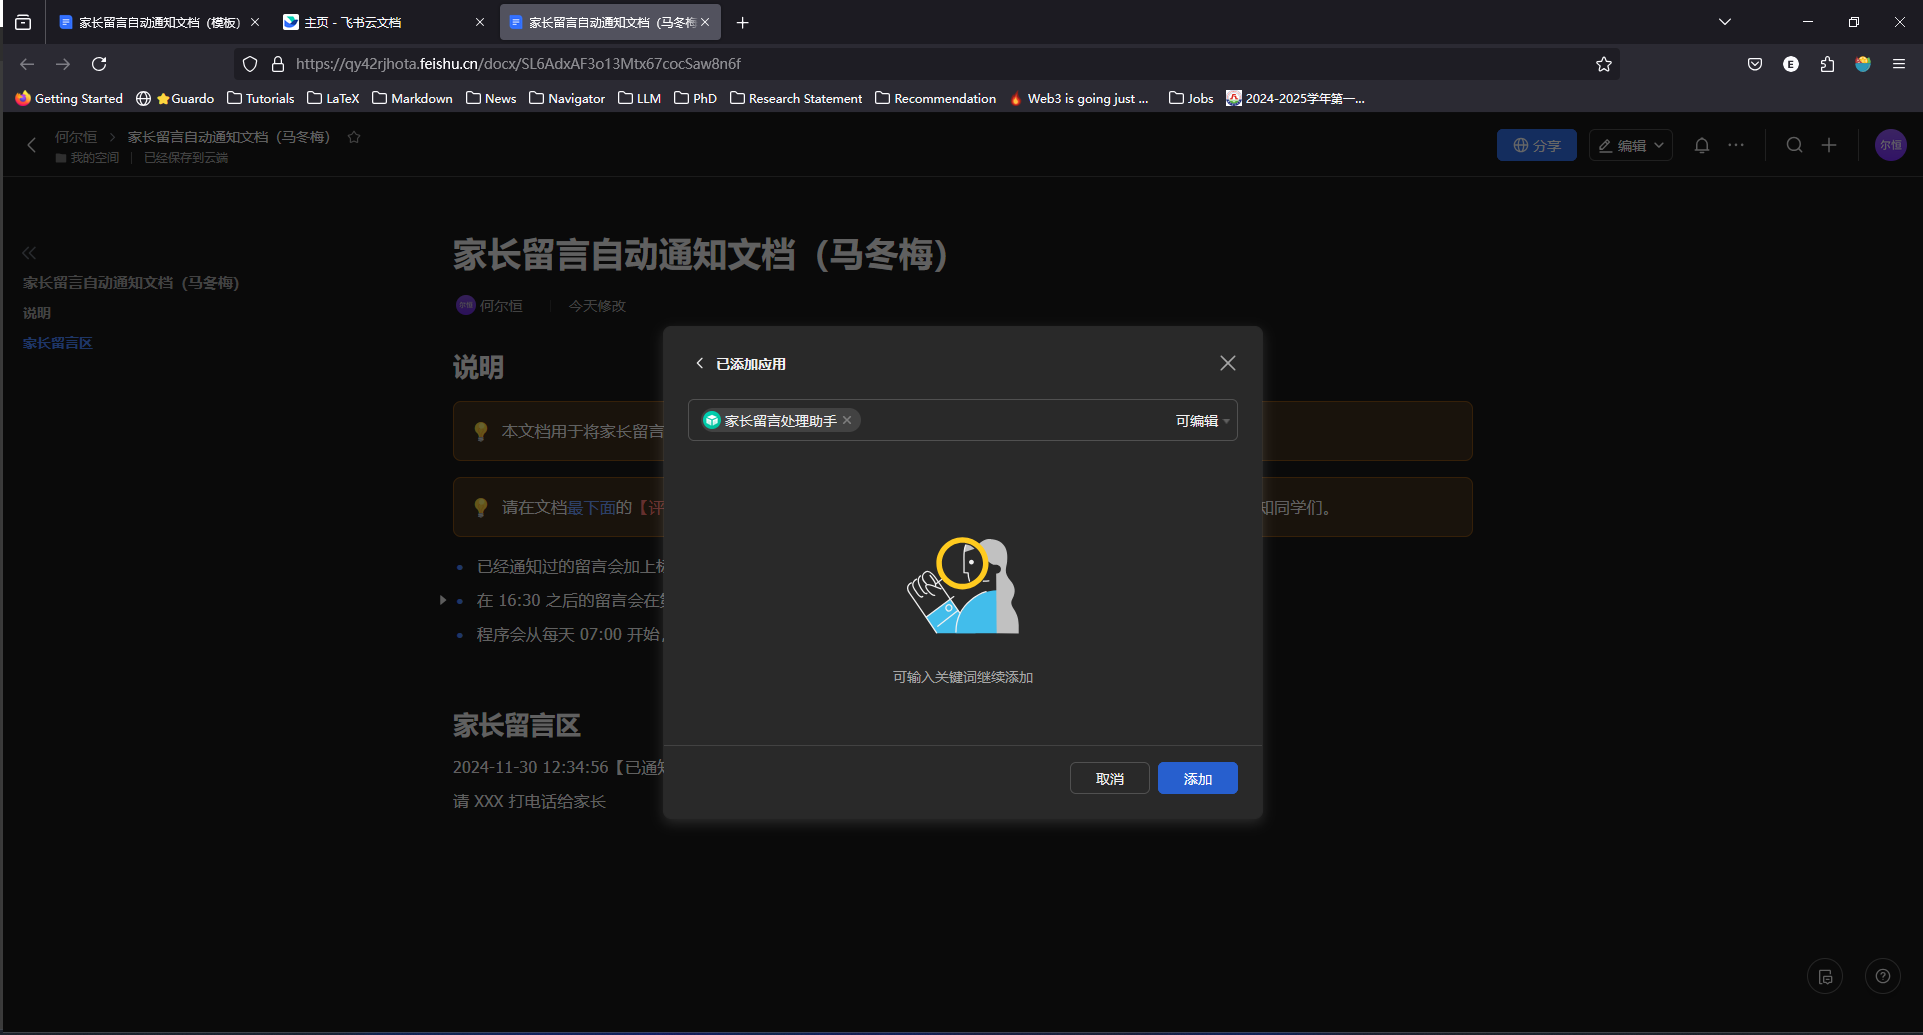 家长留言自动通知文档（模板）
主页 - 飞书云文档
家长留言自动通知文档（马冬梅
https://qy42rjhota.feishu.cn/docx/SL6AdxAF3o13Mtx67cocSaw8n6f
E
Getting Started
Guardo
Tutorials
LaTeX
Markdown
News
Navigator
LLM
PhD
Research Statement
Recommendation
Web3 is going just ...
Jobs
2024-2025学年第一...
何尔恒
家长留言自动通知文档（马冬梅）
我的空间
已经保存到云端
分享
编辑
尔恒
家长留言自动通知文档（马冬梅）
说明
家长留言区
家长留言自动通知文档（马冬梅）
尔恒
何尔恒
今天修改
说明
本文档用于将家长留言
请在文档最下面的【评
知同学们。
已经通知过的留言会加上
在 16:30 之后的留言会在
程序会从每天 07:00 开始,
家长留言区
2024-11-30 12:34:56【已通
请 XXX 打电话给家长
已添加应用
家长留言处理助手
可编辑
可输入关键词继续添加
取消
添加